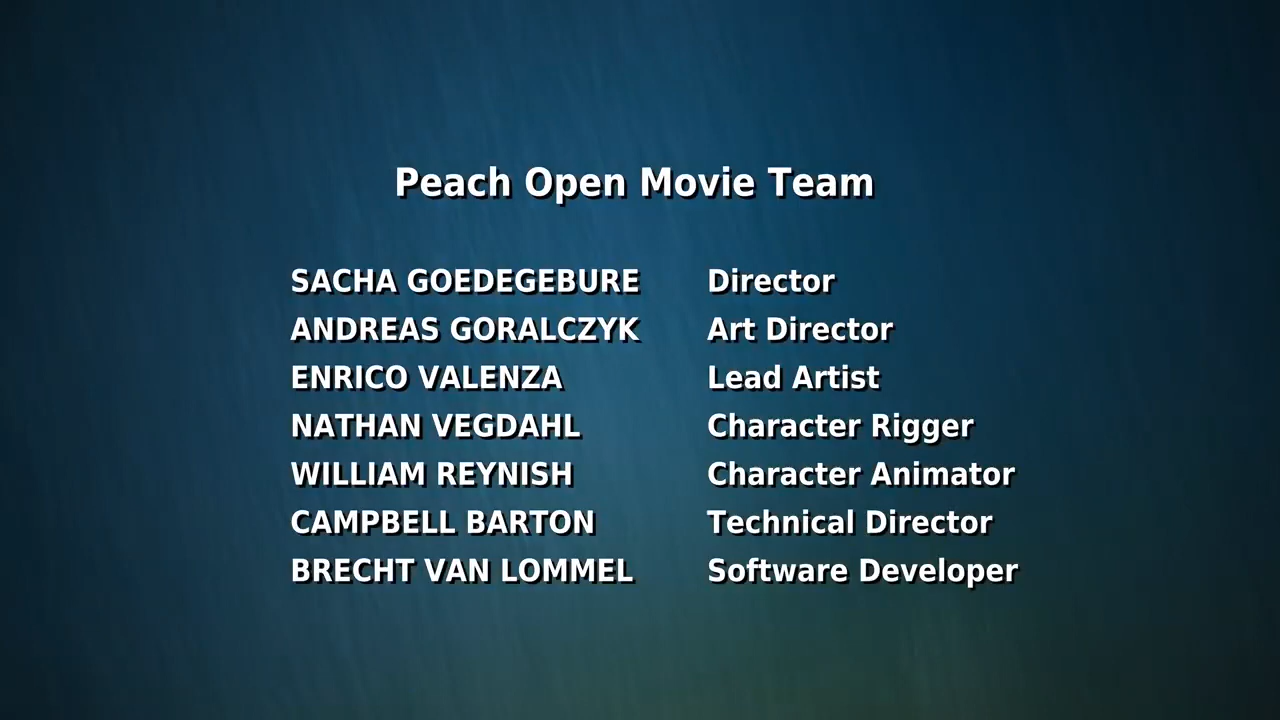 Peach Open Movie Team
SACHA GOEDEGEBURE Director
ANDREAS GORALCZYK Art Director
ENRICO VALENZA Lead Artist
NATHAN VEGDAHL Character Rigger
WILLIAM REYNISH Character Animator
CAMPBELL BARTON Technical Director
BRECHT VAN LOMMEL Software Developer